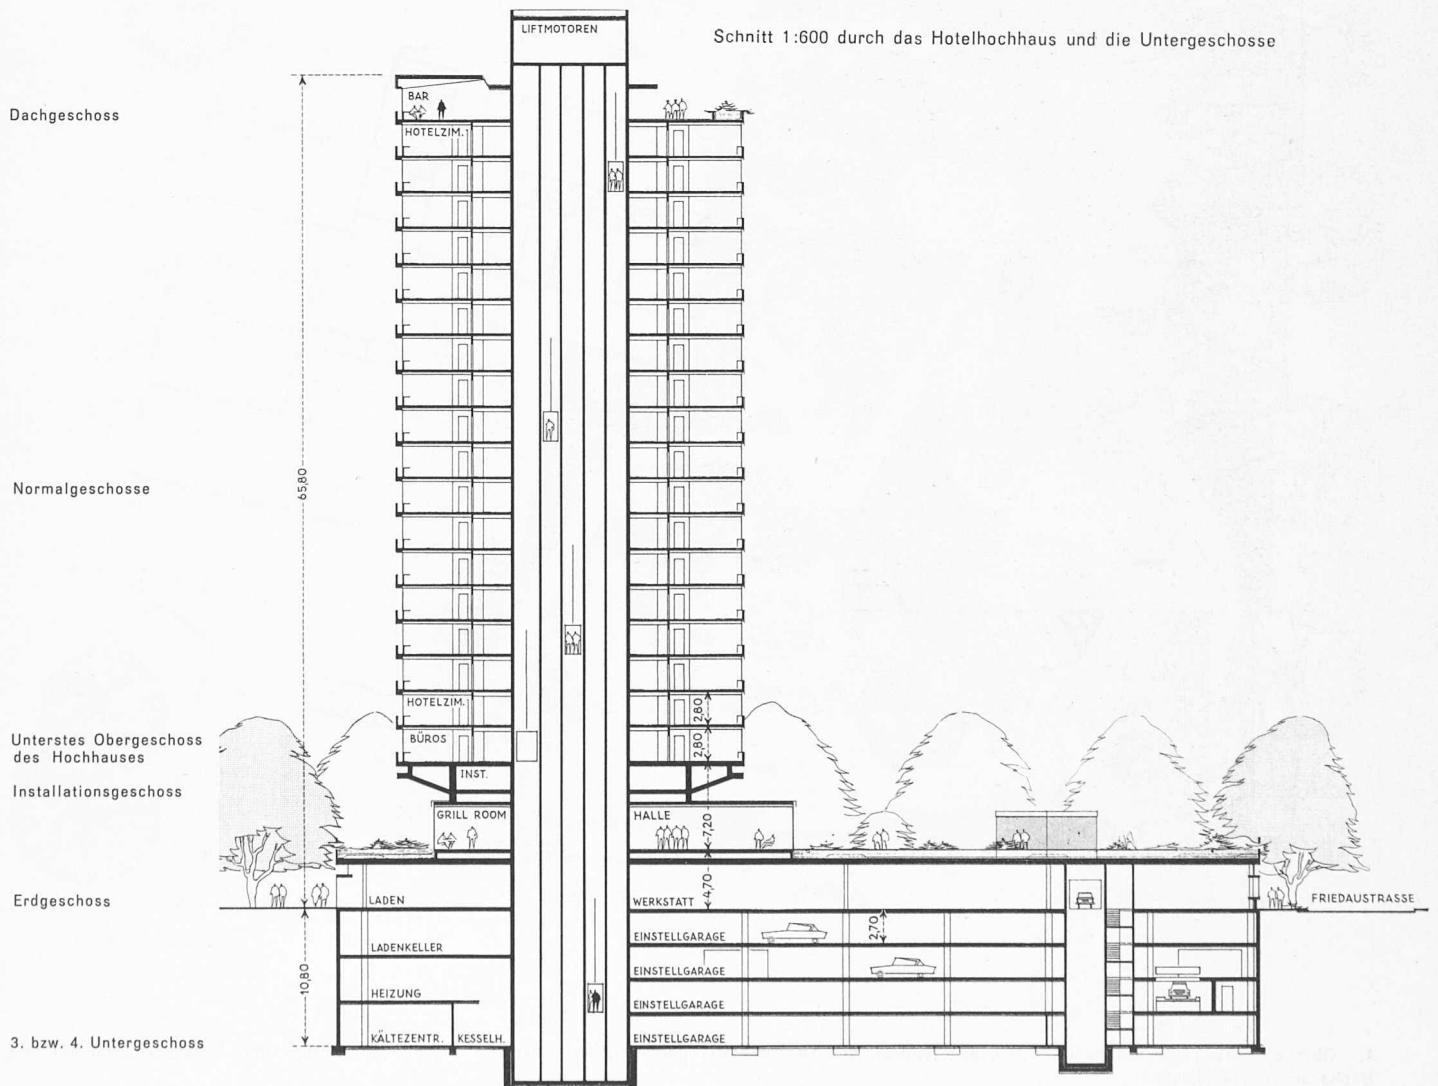 Schnitt 1:600 durch das Hotelhochhaus und die Untergeschosse
LIFTMOTOREN
Dachgeschoss
BAR
HOTELZIM.
Normalgeschosse
65,80
HOTELZIM.
2,80
Unterstes Obergeschoss
des Hochhauses
BÜROS
2,80
Installationsgeschoss
INST.
GRILL ROOM
HALLE
7,20
Erdgeschoss
LADEN
WERKSTATT
4,70
FRIEDAUSTRASSE
LADENKELLER
EINSTELLGARAGE
2,70
EINSTELLGARAGE
10,80
HEIZUNG
EINSTELLGARAGE
3. bzw. 4. Untergeschoss
KÄLTEZENTR.
KESSELH.
EINSTELLGARAGE